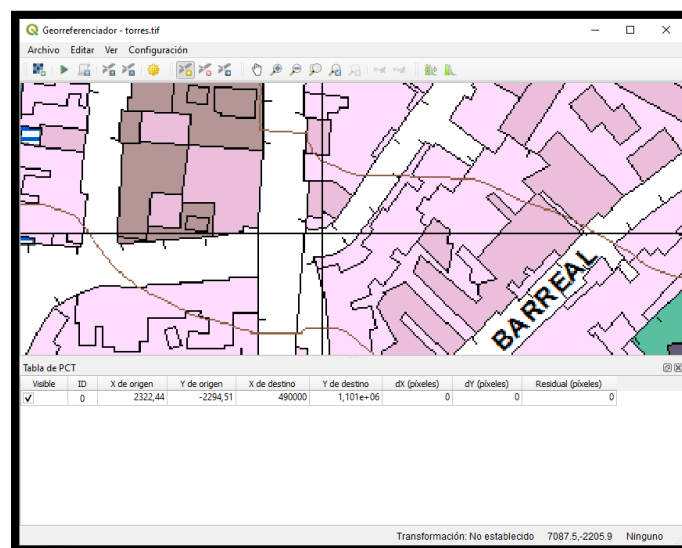 Georreferenciador - torres.tif
Archivo Editar Ver Configuración
BARREAL
Tabla de PCT
Visible ID X de origen Y de origen X de destino Y de destino dX (píxeles) dY (píxeles) Residual (píxeles)
0 2322,44 -2294,51 490000 1,101e+06 0 0 0
Transformación: No establecido 7087.5,-2205.9 Ninguno